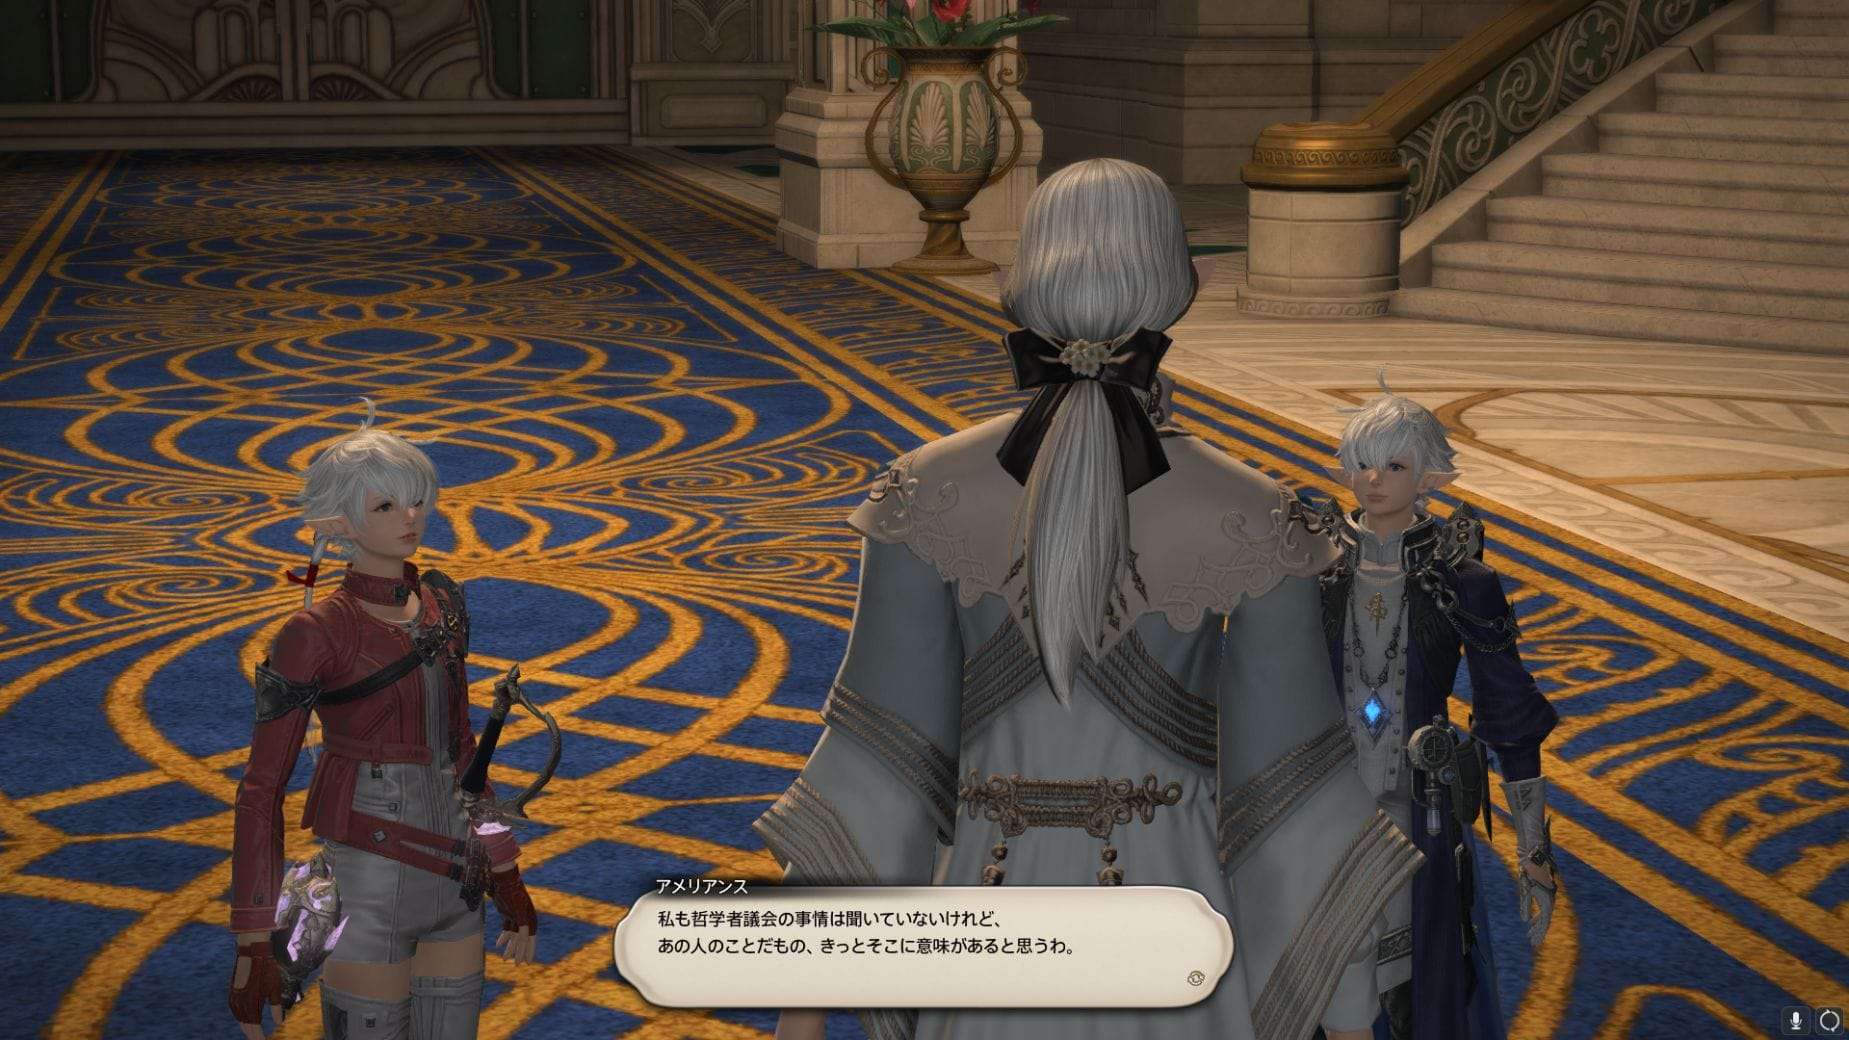 アメリアンス
私も哲学者議会の事情は聞いていないけれど、
あの人のことだもの、きっとそこに意味があると思うわ。